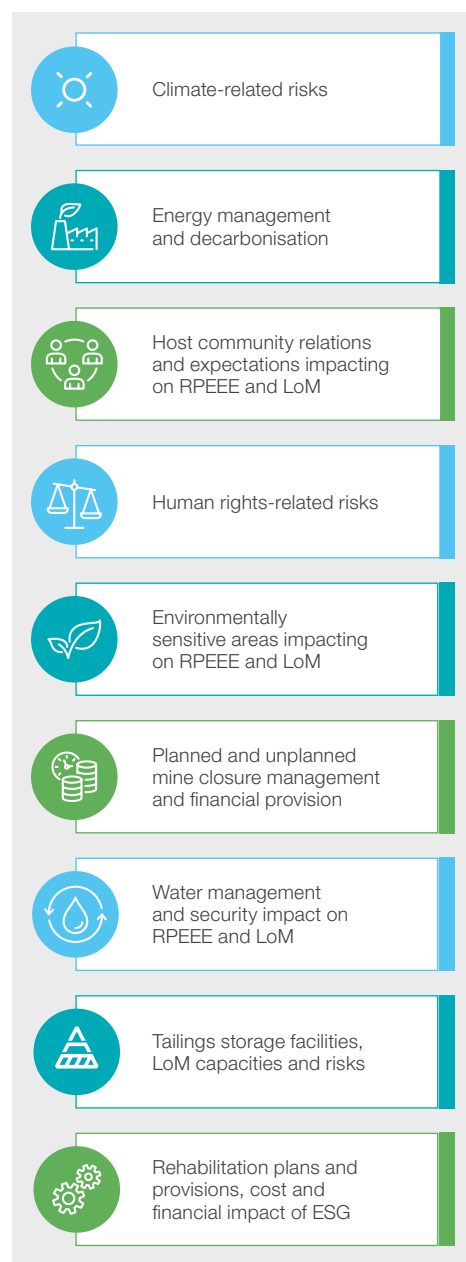 Climate-related risks
Energy management
and decarbonisation
Host community relations
and expectations impacting
on RPEEE and LoM
Human rights-related risks
Environmentally
sensitive areas impacting
on RPEEE and LoM
Planned and unplanned
mine closure management
and financial provision
Water management
and security impact on
RPEEE and LoM
Tailings storage facilities,
LoM capacities and risks
Rehabilitation plans and
provisions, cost and
financial impact of ESG